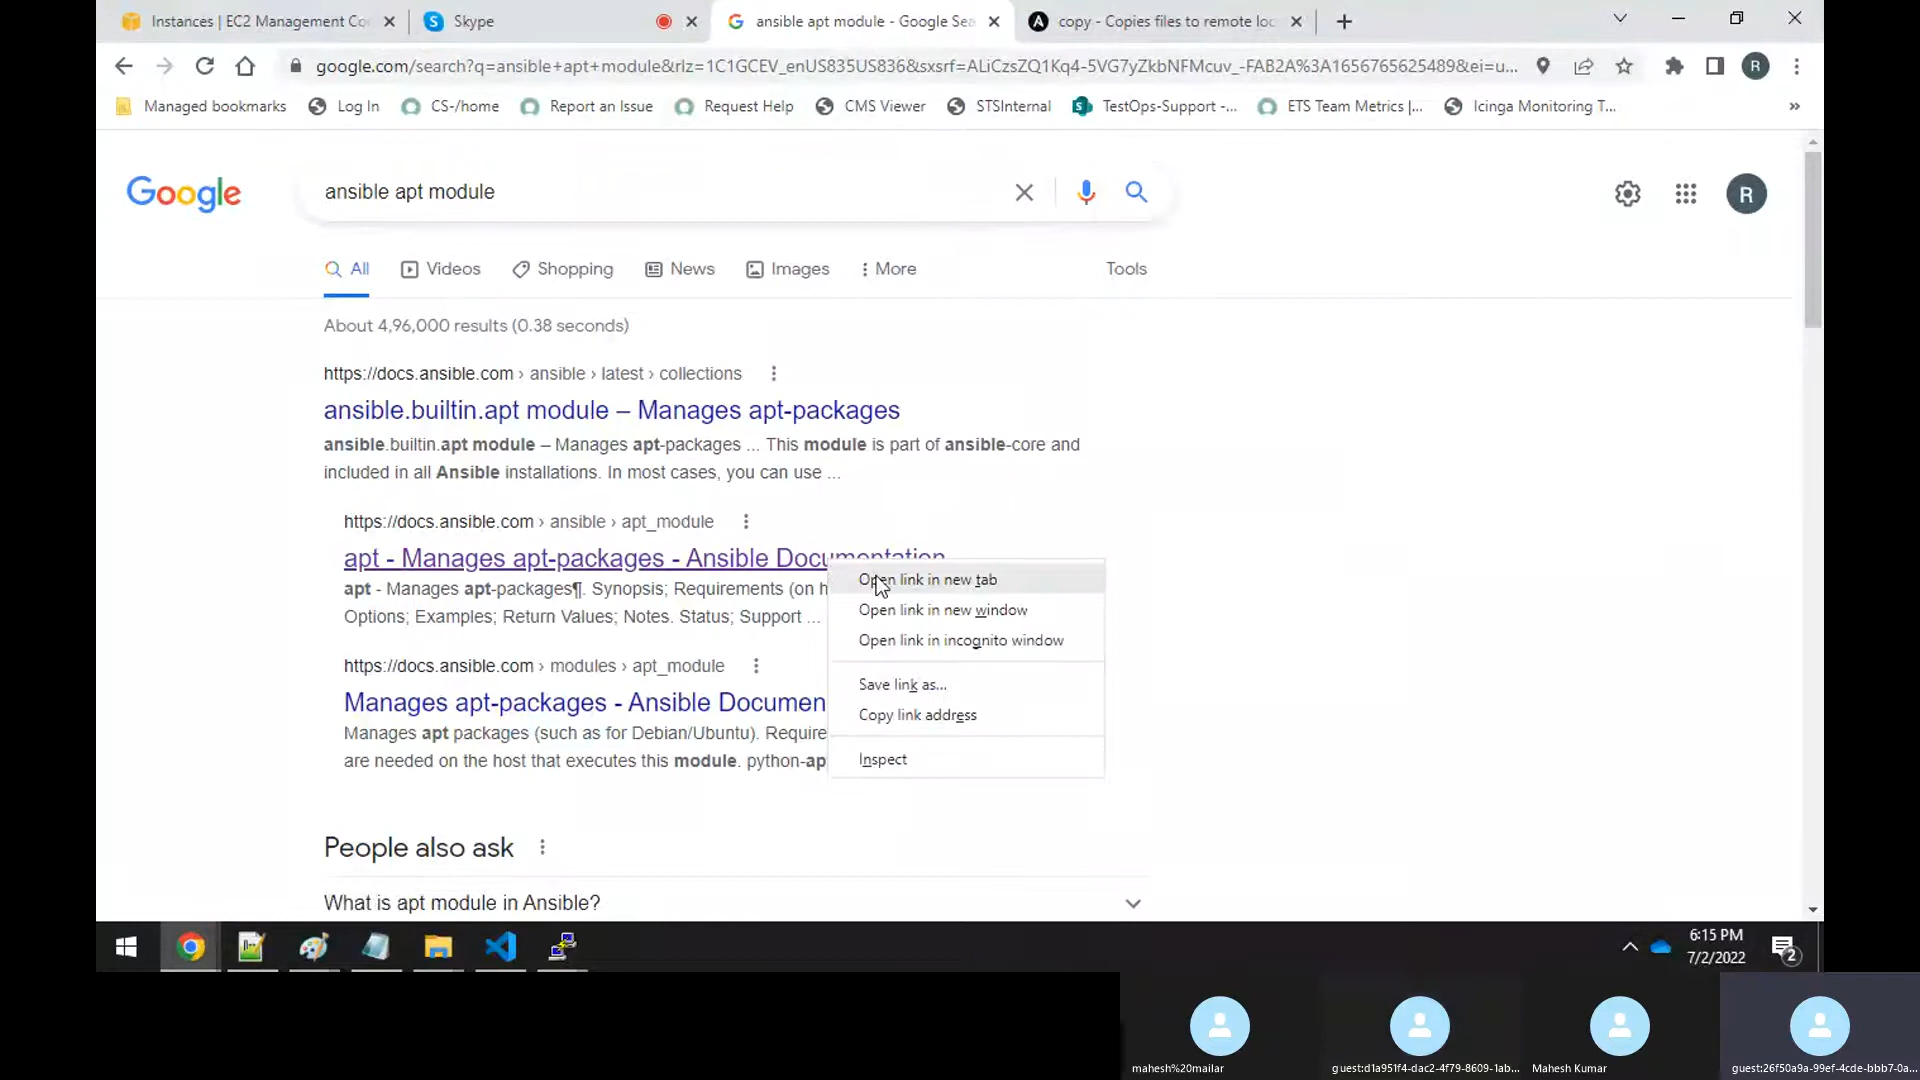 Instances | EC2 Management Co
Skype
ansible apt module - Google Sea
copy - Copies files to remote loc
google.com/search?q=ansible+apt+module&rlz=1C1GCEV_enUS835US836&sxsrf=ALiCzsZQ1Kq4-5VG7yZkbNFMcuv_-FAB2A%3A1656765625489&ei=u...
R
Managed bookmarks
Log In
CS-/home
Report an Issue
Request Help
CMS Viewer
STSInternal
TestOps-Support -...
ETS Team Metrics |...
Icinga Monitoring T...
»
Google
ansible apt module
R
All
Videos
Shopping
News
Images
More
Tools
About 4,96,000 results (0.38 seconds)
https://docs.ansible.com › ansible › latest › collections
ansible.builtin.apt module – Manages apt-packages
ansible.builtin.apt module – Manages apt-packages ... This module is part of ansible-core and
included in all Ansible installations. In most cases, you can use ...
https://docs.ansible.com › ansible › apt_module
apt - Manages apt-packages - Ansible Documentation
apt - Manages apt-packages¶. Synopsis; Requirements (on h
Options; Examples; Return Values; Notes. Status; Support ...
https://docs.ansible.com › modules › apt_module
Manages apt-packages - Ansible Documen
Manages apt packages (such as for Debian/Ubuntu). Require
are needed on the host that executes this module. python-ap
Open link in new tab
Open link in new window
Open link in incognito window
Save link as...
Copy link address
Inspect
People also ask
What is apt module in Ansible?
6:15 PM
7/2/2022
2
mahesh%20mailar
guest:d1a951f4-dac2-4f79-8609-1ab...
Mahesh Kumar
guest:26f50a9a-99ef-4cde-bbb7-0a...